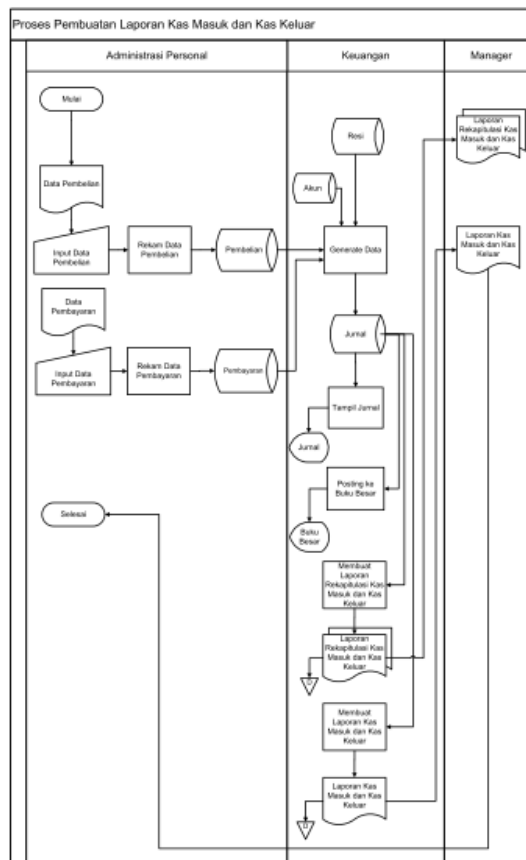 Proses Pembuatan Laporan Kas Masuk dan Kas Keluar
Administrasi Personal
Keuangan
Manager
Mulai
Data Pembelian
Input Data
Pembelian
Rekam Data
Pembelian
Pembelian
Data
Pembayaran
Input Data
Pembayaran
Rekam Data
Pembayaran
Pembayaran
Selesai
Resi
Akun
Generate Data
Jurnal
Tampil Jurnal
Jurnal
Posting ke
Buku Besar
Buku
Besar
Membuat
Laporan
Rekapitulasi Kas
Masuk dan Kas
Keluar
Laporan
Rekapitulasi Kas
Masuk dan Kas
Keluar
Membuat
Laporan Kas
Masuk dan Kas
Keluar
Laporan Kas
Masuk dan Kas
Keluar
Laporan
Rekapitulasi Kas
Masuk dan Kas
Keluar
Laporan Kas
Masuk dan Kas
Keluar